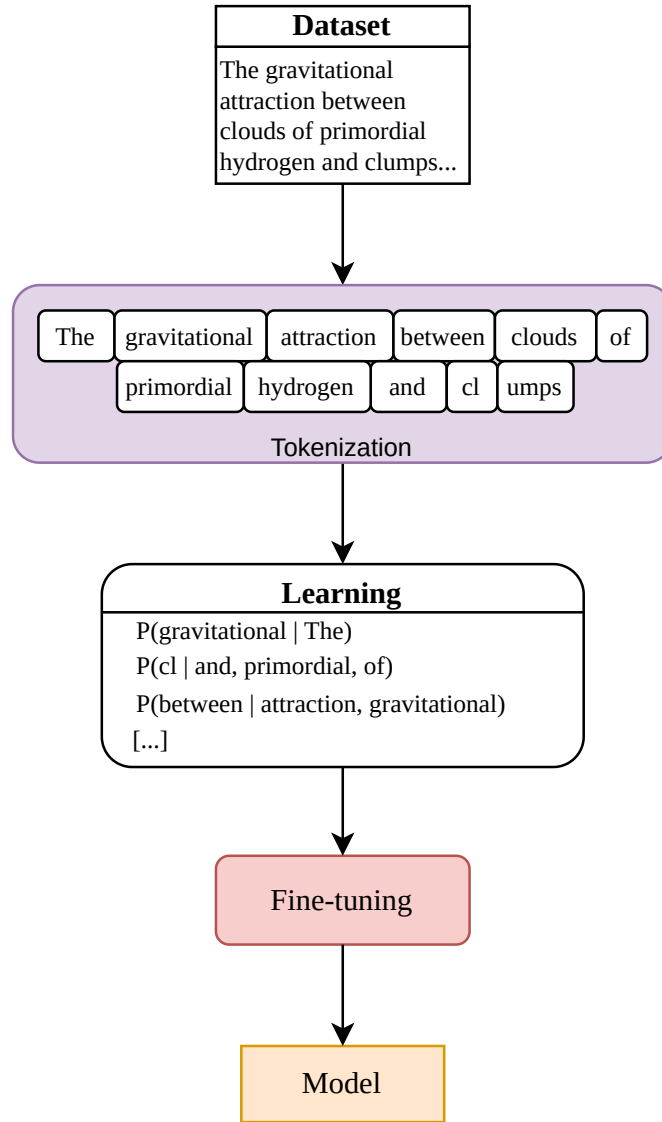 Dataset
The gravitational
attraction between
clouds of primordial
hydrogen and clumps...
The gravitational attraction between clouds of
primordial hydrogen and cl umps
Tokenization
Learning
P(gravitational | The)
P(cl | and, primordial, of)
P(between | attraction, gravitational)
[...]
Fine-tuning
Model